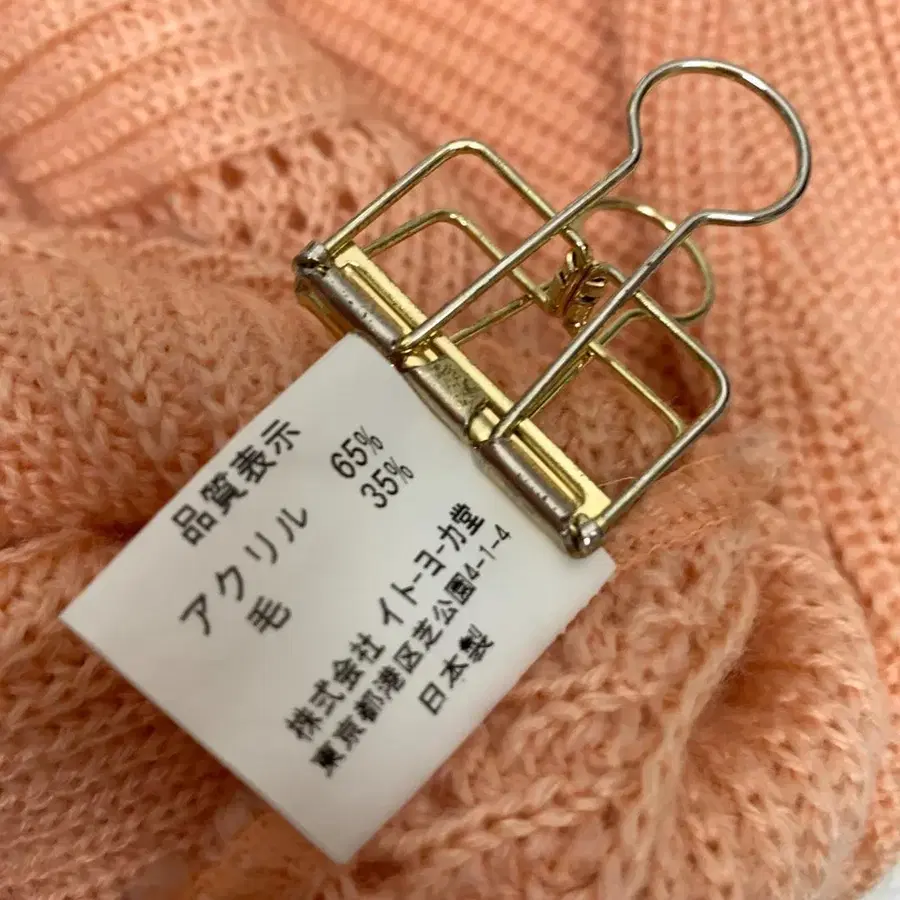 品質表示
アクリル 65%
毛 35%
株式会社 イトーヨーカ堂
東京都港区芝公園4-1-4
日本製